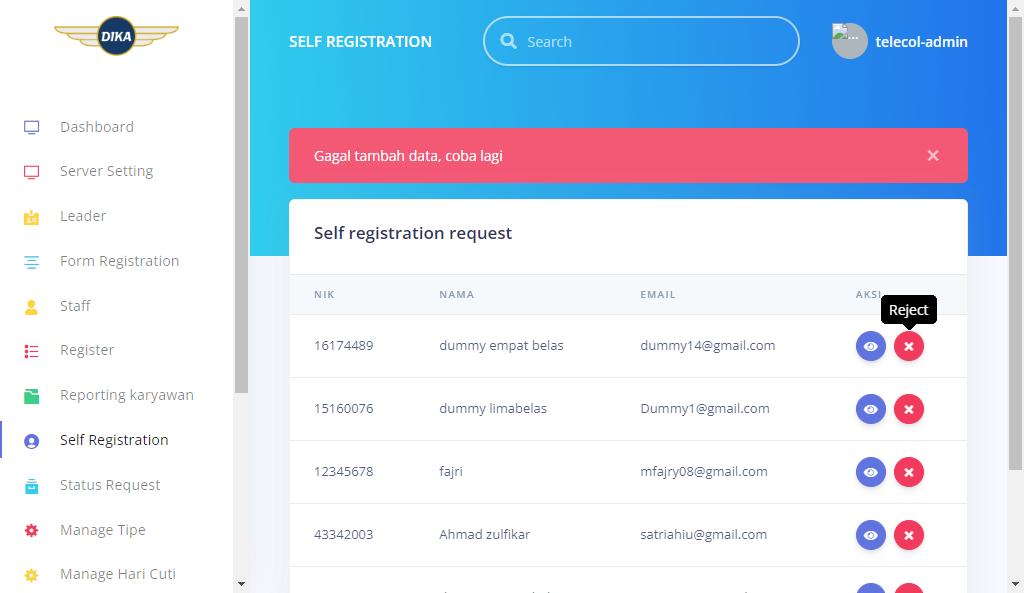 DIKA
SELF REGISTRATION
Search
telecol-admin
Dashboard
Server Setting
Leader
Form Registration
Staff
Register
Reporting karyawan
Self Registration
Status Request
Manage Tipe
Manage Hari Cuti
Gagal tambah data, coba lagi
Self registration request
NIK NAMA EMAIL AKSI
Reject
16174489 dummy empat belas dummy14@gmail.com
15160076 dummy limabelas Dummy1@gmail.com
12345678 fajri mfajry08@gmail.com
43342003 Ahmad zulfikar satriahiu@gmail.com